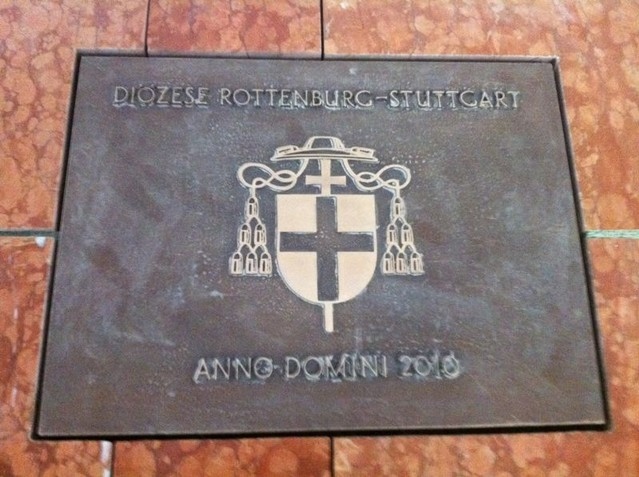 DIÖZESE ROTTENBURG-STUTTGART
ANNO DOMINI 2010